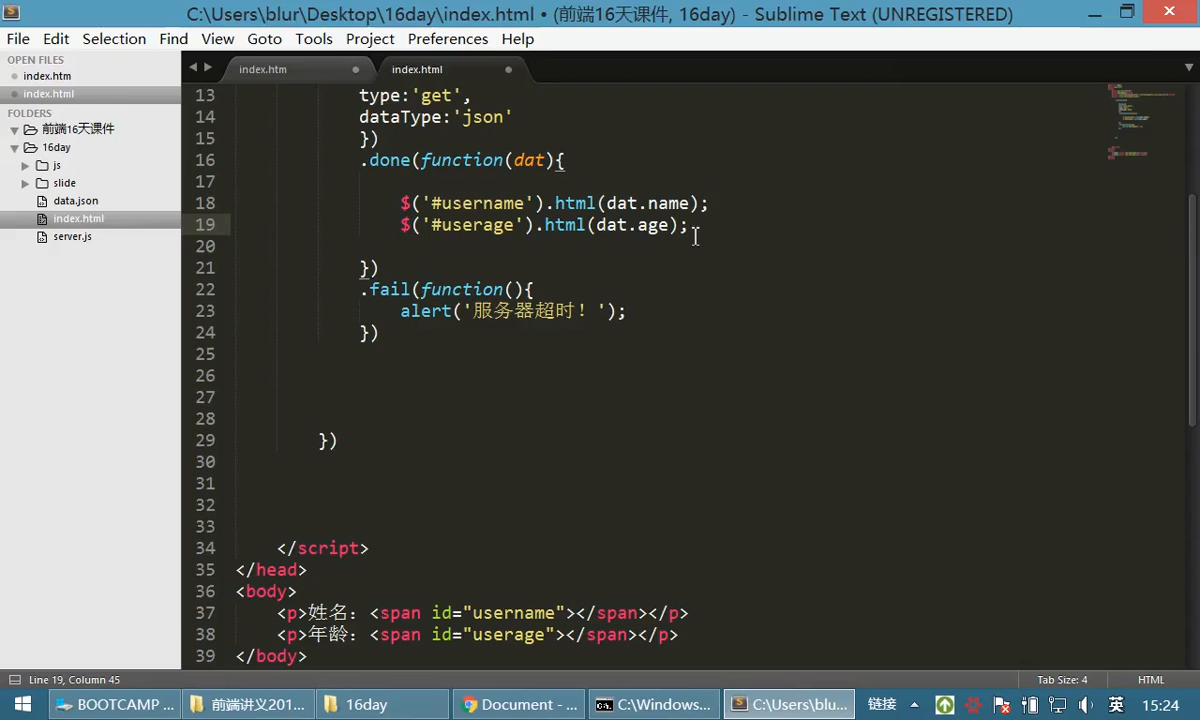 C:\Users\blur\Desktop\16day\index.html • (前端16天课件, 16day) - Sublime Text (UNREGISTERED)
File Edit Selection Find View Goto Tools Project Preferences Help
OPEN FILES
index.htm
index.html
FOLDERS
前端16天课件
16day
js
slide
data.json
index.html
server.js
index.htm
index.html
13 type:'get',
14 dataType:'json'
15 })
16 .done(function(dat){
17
18 $('#username').html(dat.name);
19 $('#userage').html(dat.age);
20
21 })
22 .fail(function(){
23 alert('服务器超时！');
24 })
25
26
27
28
29 })
30
31
32
33
34 </script>
35 </head>
36 <body>
37 <p>姓名：<span id="username"></span></p>
38 <p>年龄：<span id="userage"></span></p>
39 </body>
Line 19, Column 45
Tab Size: 4
HTML
BOOTCAMP ...
前端讲义201...
16day
Document - ...
C:\Windows...
C:\Users\blu...
链接
英
15:24